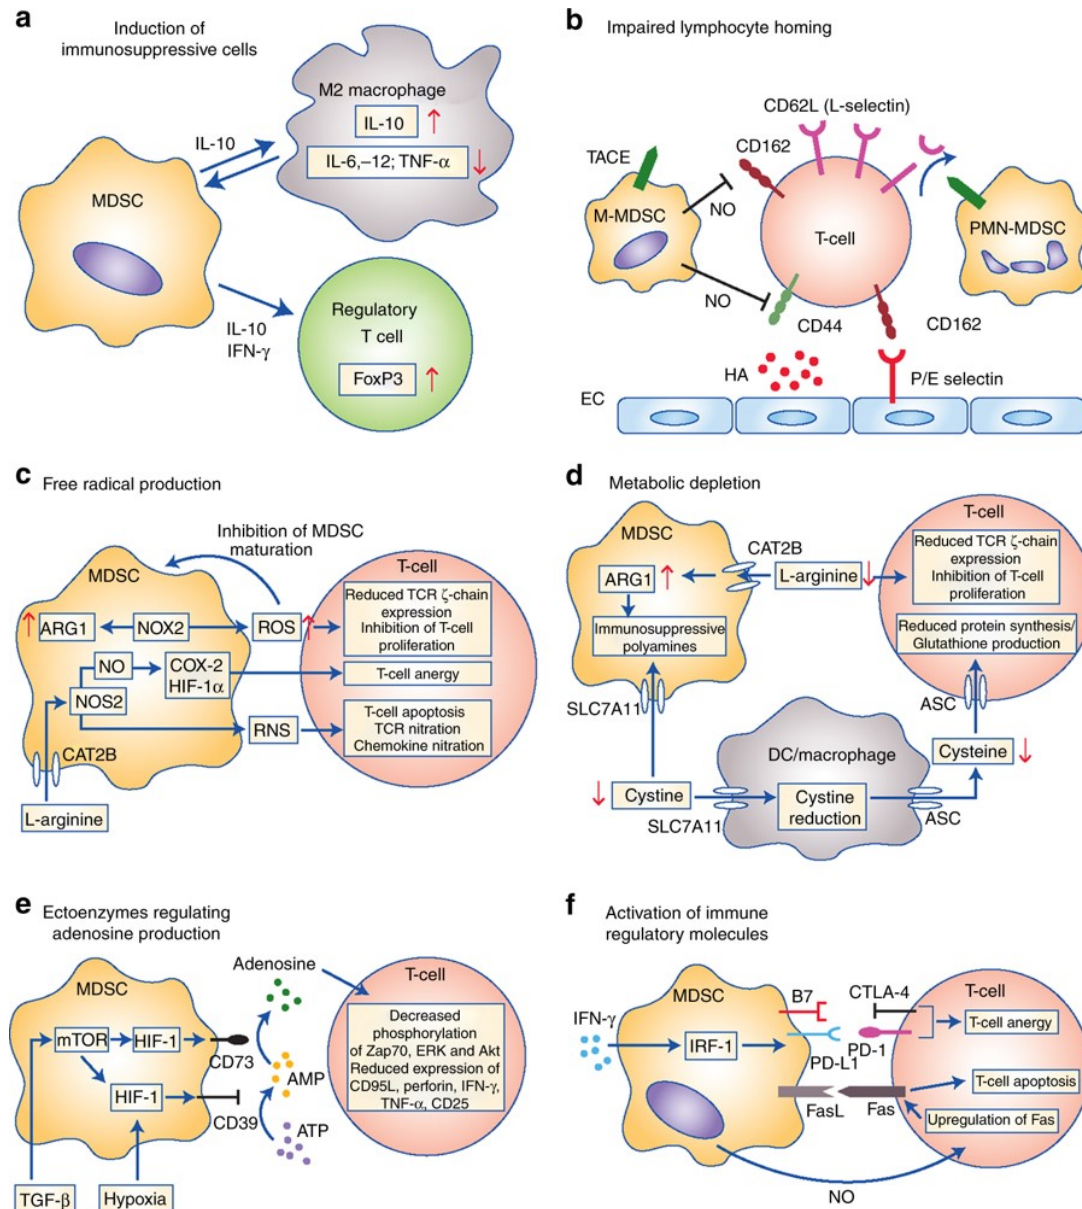 a
Induction of
immunosuppressive cells
M2 macrophage
IL-10 ↑
IL-6,–12; TNF-α ↓
IL-10
MDSC
IL-10
IFN-γ
Regulatory
T cell
FoxP3 ↑
b
Impaired lymphocyte homing
CD62L (L-selectin)
CD162
TACE
M-MDSC
NO
T-cell
PMN-MDSC
NO
CD44
CD162
HA
P/E selectin
EC
c
Free radical production
Inhibition of MDSC
maturation
MDSC
T-cell
↑ ARG1
NOX2
ROS ↑
Reduced TCR ζ-chain
expression
Inhibition of T-cell
proliferation
NO
COX-2
HIF-1α
T-cell anergy
NOS2
RNS
T-cell apoptosis
TCR nitration
Chemokine nitration
CAT2B
L-arginine
d
Metabolic depletion
MDSC
T-cell
CAT2B
ARG1 ↑
L-arginine ↓
Reduced TCR ζ-chain
expression
Inhibition of T-cell
proliferation
Immunosuppressive
polyamines
Reduced protein synthesis/
Glutathione production
SLC7A11
ASC
DC/macrophage
Cysteine ↓
↓ Cystine
Cystine
reduction
SLC7A11
ASC
e
Ectoenzymes regulating
adenosine production
MDSC
Adenosine
T-cell
mTOR
HIF-1
CD73
AMP
HIF-1
CD39
ATP
Decreased
phosphorylation
of Zap70, ERK and Akt
Reduced expression of
CD95L, perforin, IFN-γ,
TNF-α, CD25
TGF-β
Hypoxia
f
Activation of immune
regulatory molecules
MDSC
B7
CTLA-4
T-cell
IFN-γ
IRF-1
T-cell anergy
PD-1
PD-L1
T-cell apoptosis
FasL
Fas
Upregulation of Fas
NO